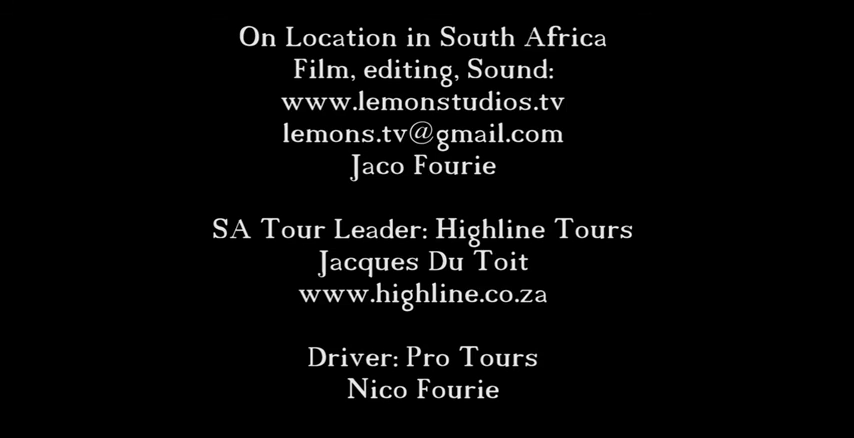 On Location in South Africa
Film, editing, Sound:
www.lemonstudios.tv
lemons.tv@gmail.com
Jaco Fourie
SA Tour Leader: Highline Tours
Jacques Du Toit
www.highline.co.za
Driver: Pro Tours
Nico Fourie